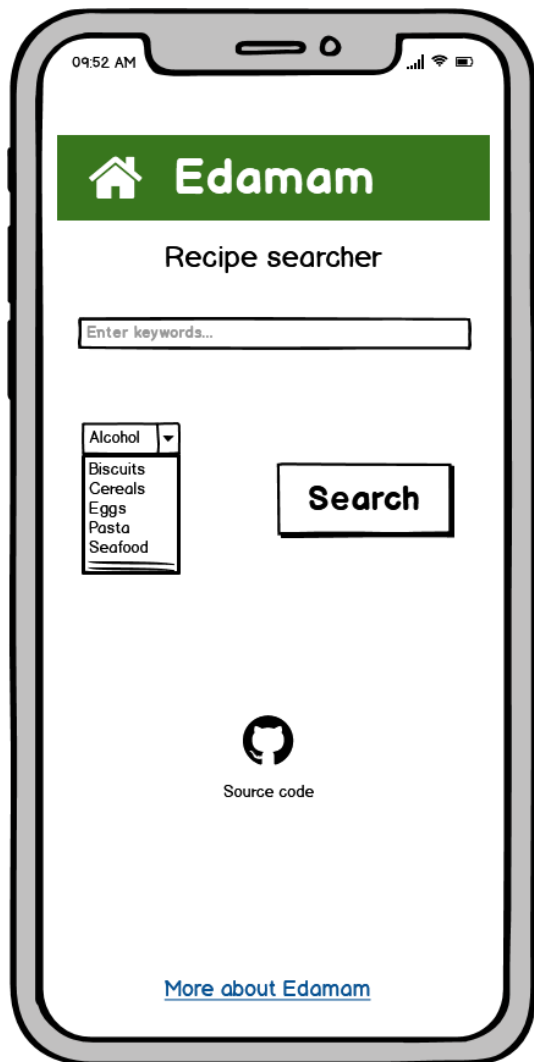 09:52 AM
Edamam
Recipe searcher
Enter keywords...
Alcohol
Biscuits
Cereals
Eggs
Pasta
Seafood
Search
Source code
More about Edamam